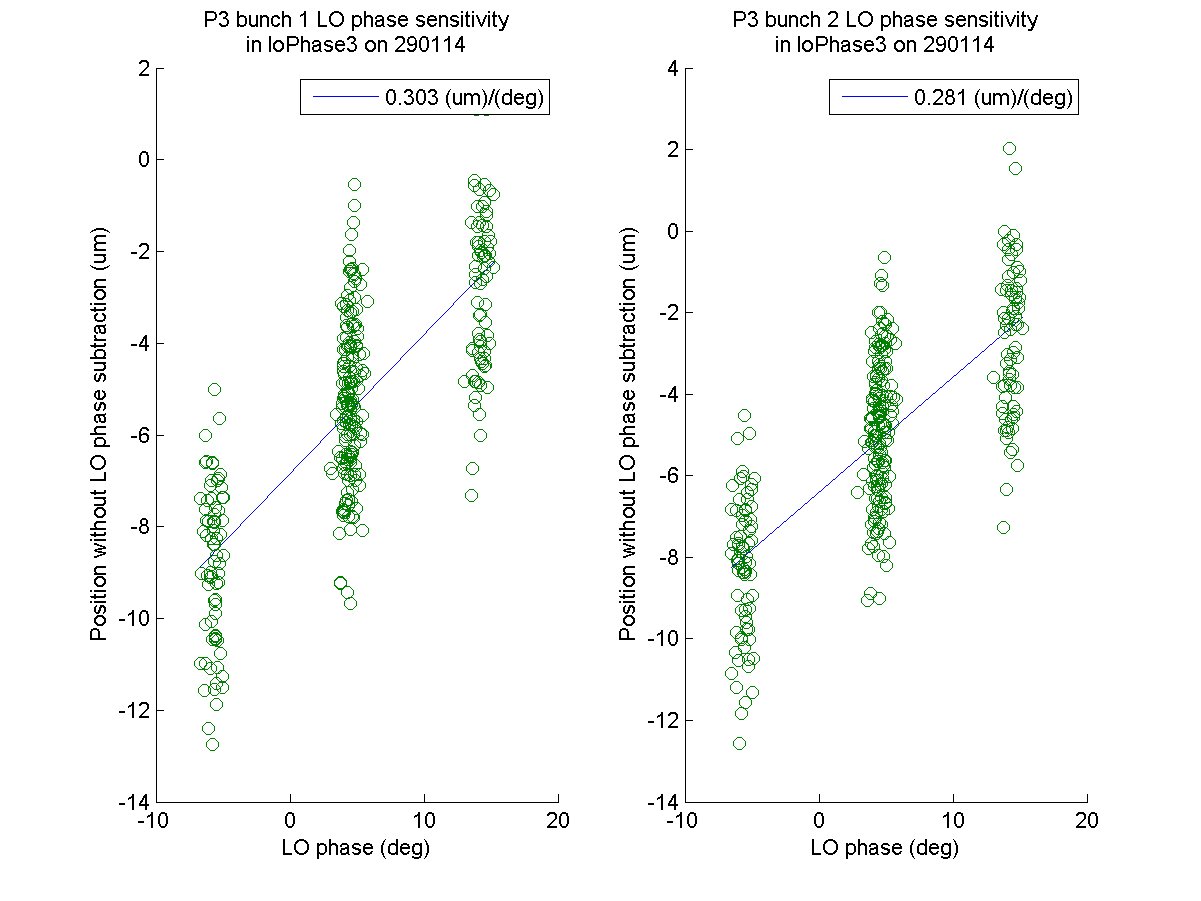 P3 bunch 1 LO phase sensitivity
in loPhase3 on 290114
0.303 (um)/(deg)
Position without LO phase subtraction (um)
2
0
-2
-4
-6
-8
-10
-12
-14
-10
0
10
20
LO phase (deg)
P3 bunch 2 LO phase sensitivity
in loPhase3 on 290114
0.281 (um)/(deg)
Position without LO phase subtraction (um)
4
2
0
-2
-4
-6
-8
-10
-12
-14
-10
0
10
20
LO phase (deg)